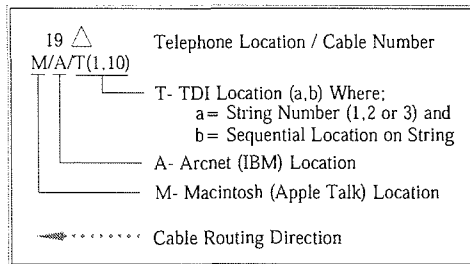 19 Telephone Location / Cable Number
M/A/T(1,10)
T- TDI Location (a,b) Where;
a= String Number (1,2 or 3) and
b= Sequential Location on String
A- Arcnet (IBM) Location
M- Macintosh (Apple Talk) Location
Cable Routing Direction